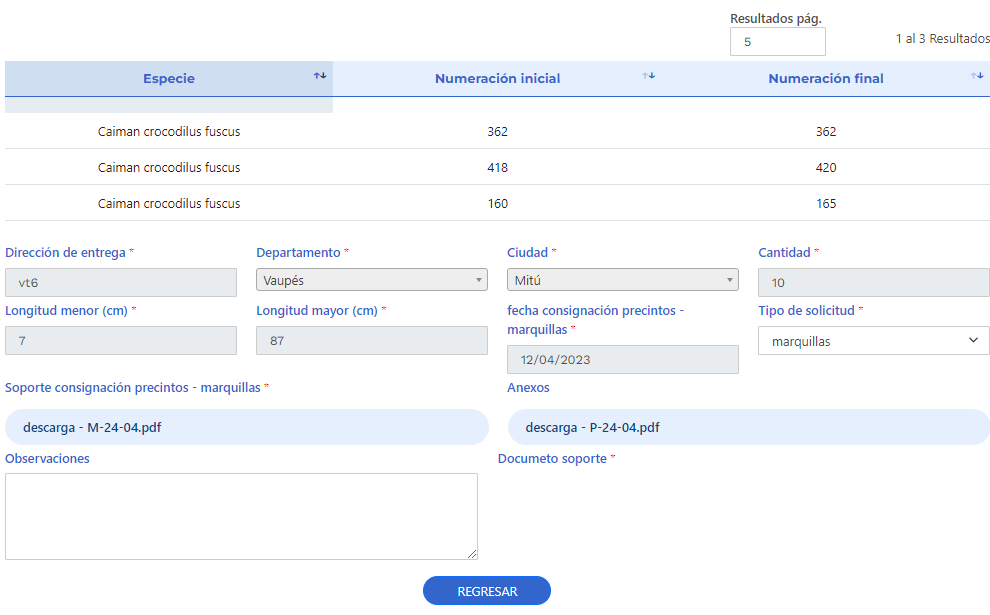 Resultados pág.
5
1 al 3 Resultados
Especie Numeración inicial Numeración final
Caiman crocodilus fuscus 362 362
Caiman crocodilus fuscus 418 420
Caiman crocodilus fuscus 160 165
Dirección de entrega * Departamento * Ciudad * Cantidad *
vt6 Vaupés Mitú 10
Longitud menor (cm) * Longitud mayor (cm) * fecha consignación precintos - marquillas * Tipo de solicitud *
7 87 12/04/2023 marquillas
Soporte consignación precintos - marquillas * Anexos
descarga - M-24-04.pdf descarga - P-24-04.pdf
Observaciones Documeto soporte *
REGRESAR